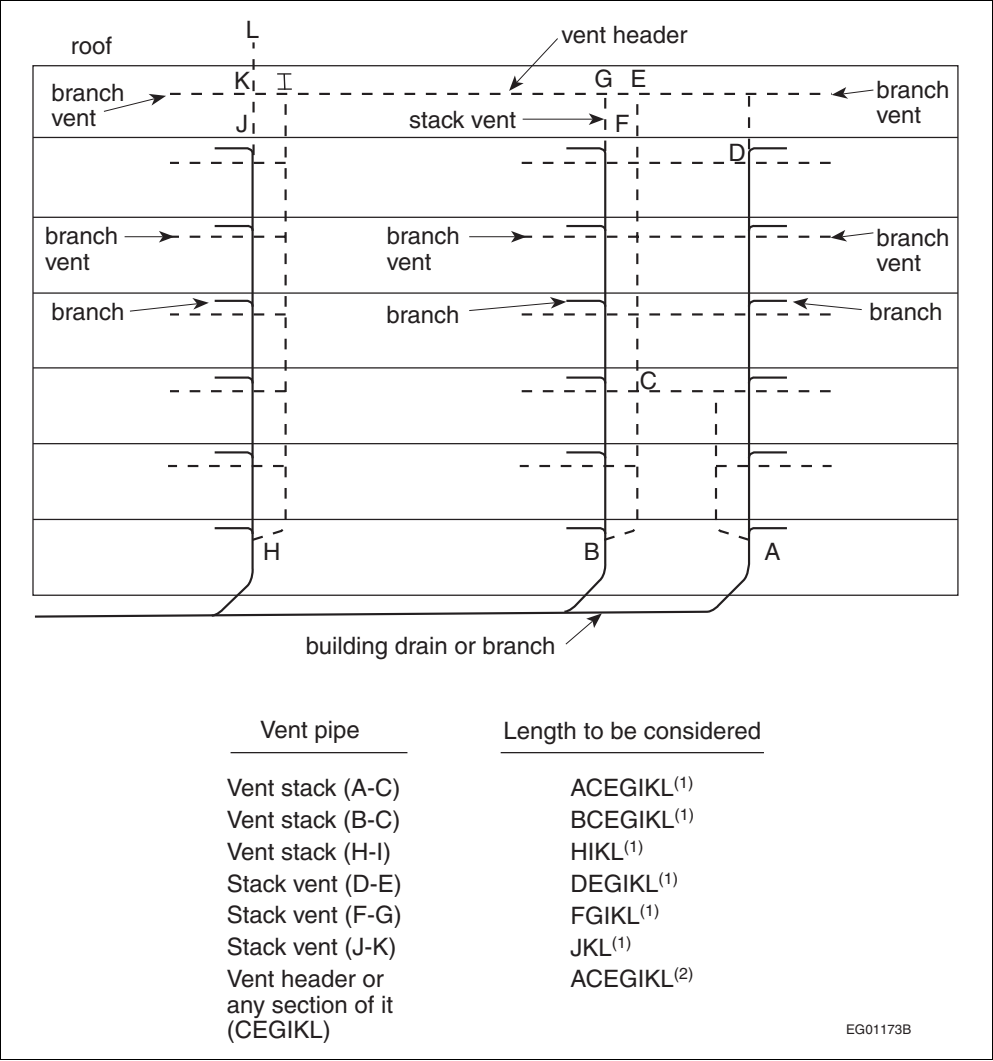 L
roof
vent header
K I G E
branch
vent
branch
vent
J
stack vent
F
D
branch
vent
branch
vent
branch
vent
branch
branch
branch
C
H
B
A
building drain or branch
Vent pipe
Length to be considered
Vent stack (A-C) ACEGIKL(1)
Vent stack (B-C) BCEGIKL(1)
Vent stack (H-I) HIKL(1)
Stack vent (D-E) DEGIKL(1)
Stack vent (F-G) FGIKL(1)
Stack vent (J-K) JKL(1)
Vent header or ACEGIKL(2)
any section of it
(CEGIKL)
EG01173B